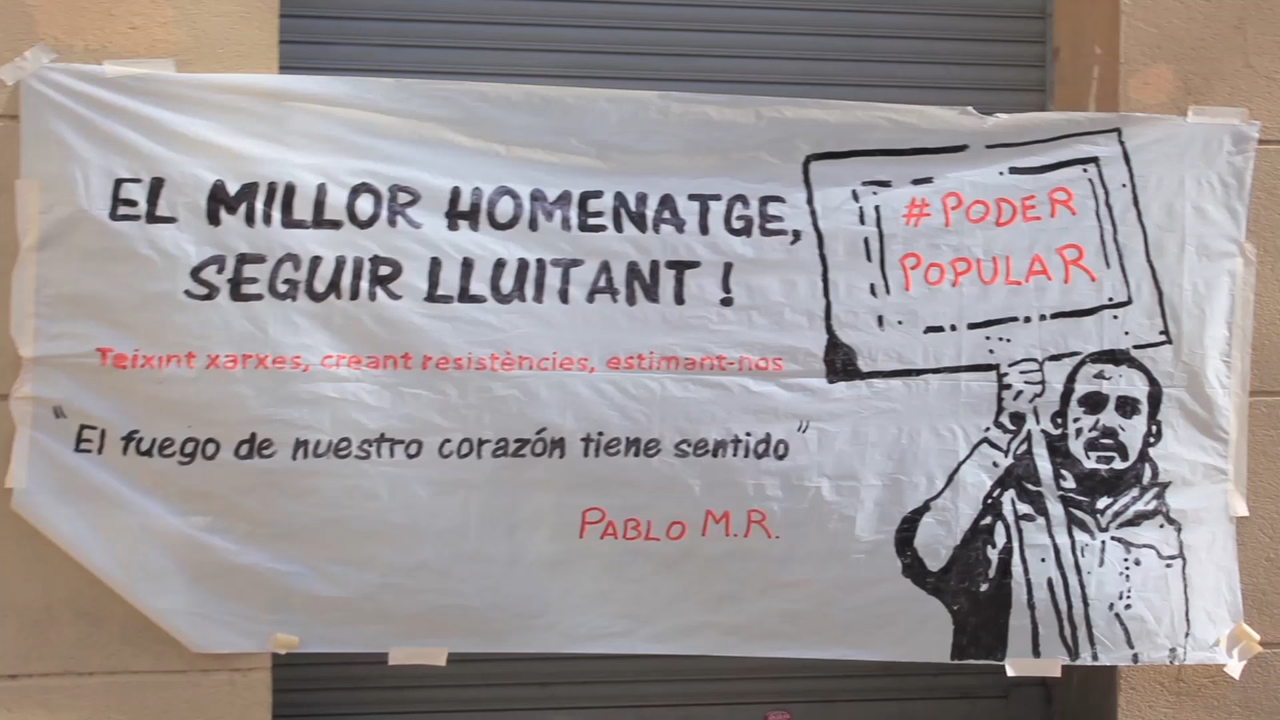 EL MILLOR HOMENATGE,
SEGUIR LLUITANT !
Teixint xarxes, creant resistències, estimant-nos
"El fuego de nuestro corazón tiene sentido"
PABLO M.R.
#PODER
POPULAR